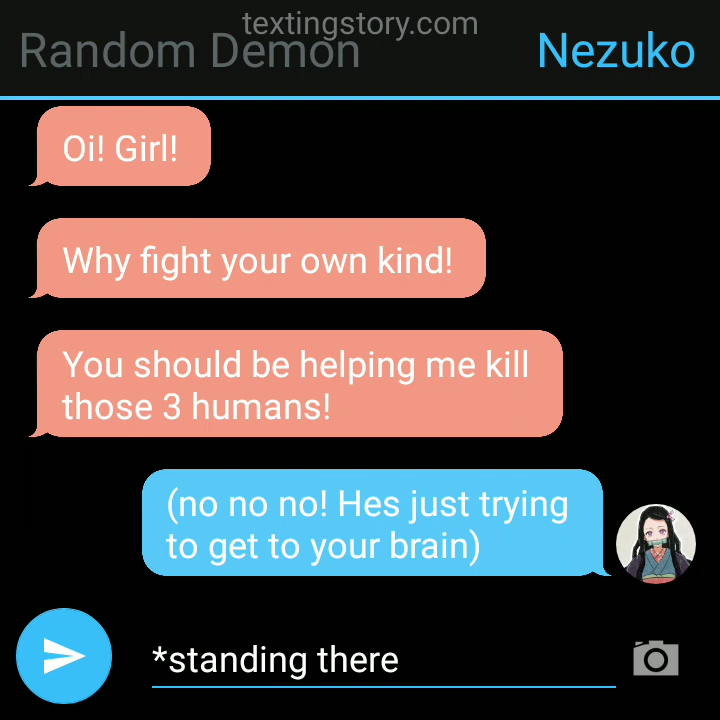 textingstory.com
Random Demon
Nezuko
Oi! Girl!
Why fight your own kind!
You should be helping me kill
those 3 humans!
(no no no! Hes just trying
to get to your brain)
*standing there